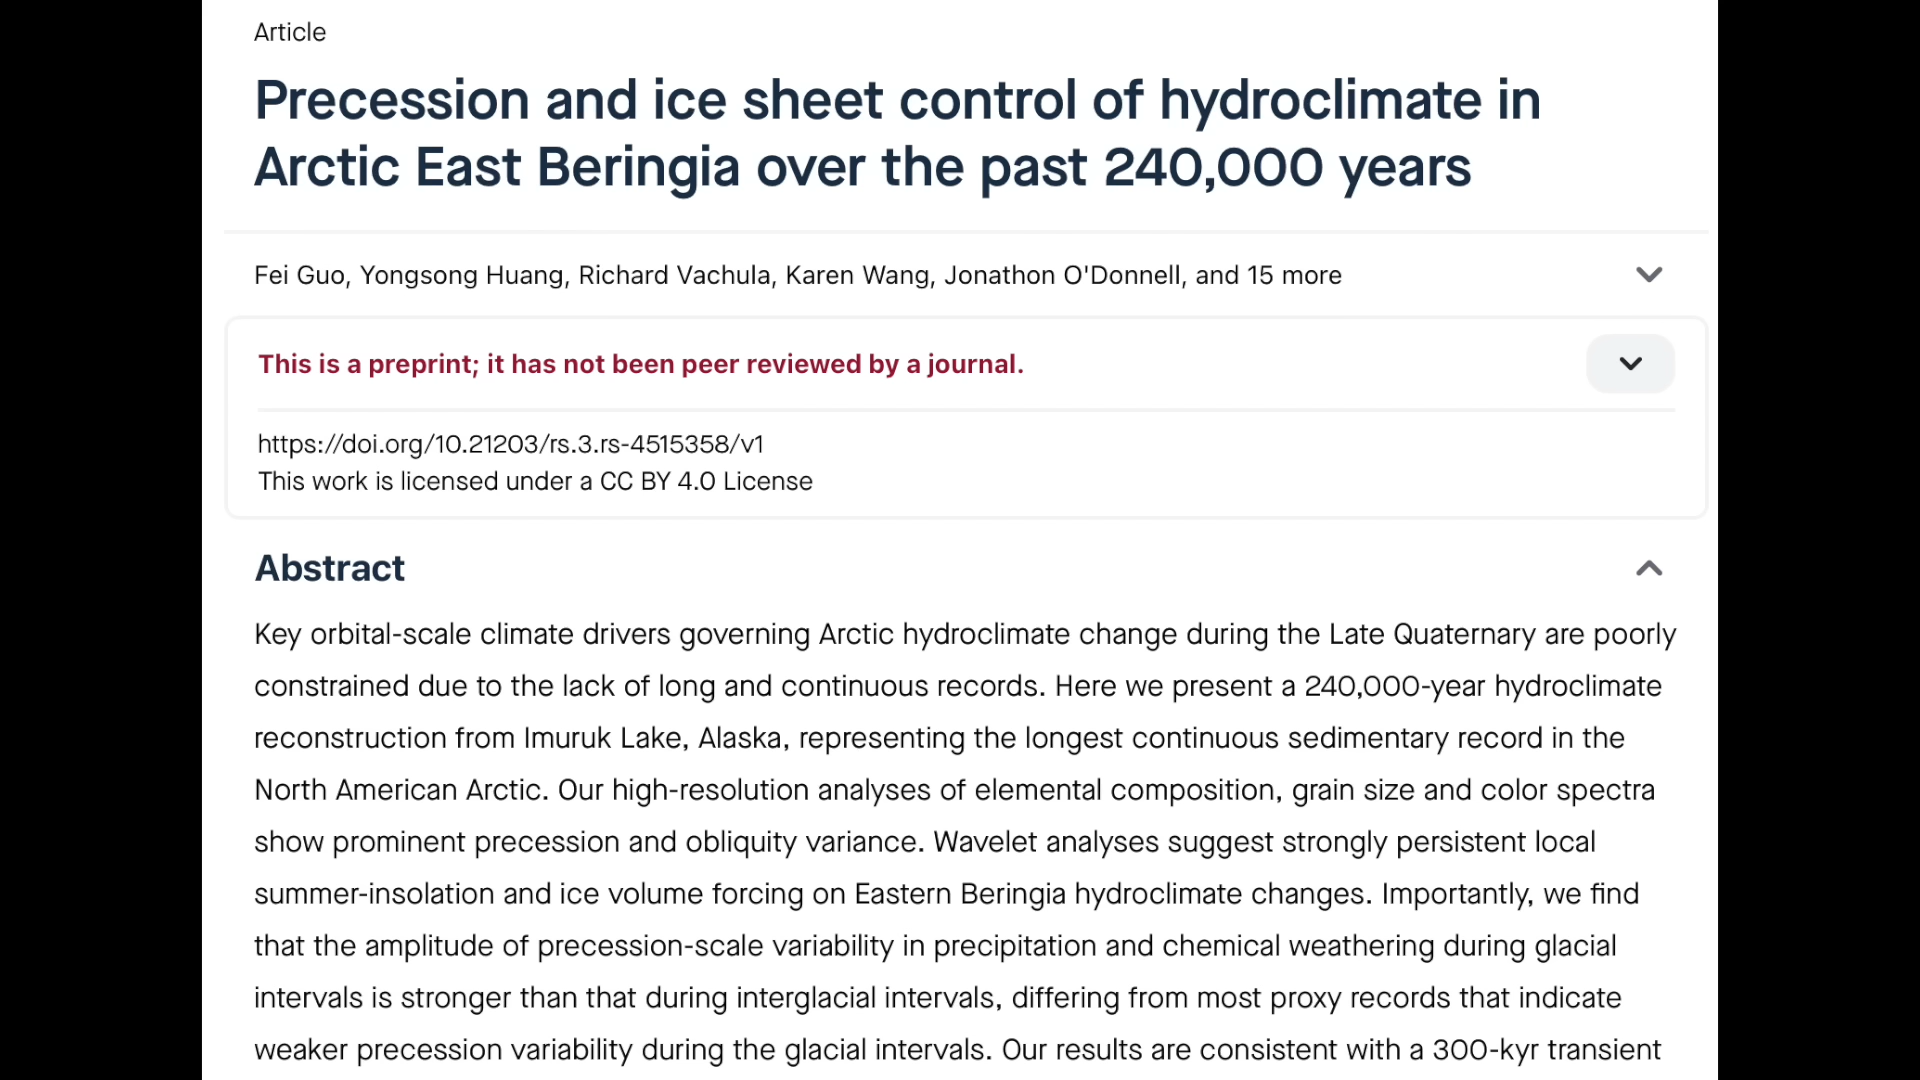 Article
Precession and ice sheet control of hydroclimate in
Arctic East Beringia over the past 240,000 years
Fei Guo, Yongsong Huang, Richard Vachula, Karen Wang, Jonathon O'Donnell, and 15 more
This is a preprint; it has not been peer reviewed by a journal.
https://doi.org/10.21203/rs.3.rs-4515358/v1
This work is licensed under a CC BY 4.0 License
Abstract
Key orbital-scale climate drivers governing Arctic hydroclimate change during the Late Quaternary are poorly
constrained due to the lack of long and continuous records. Here we present a 240,000-year hydroclimate
reconstruction from Imuruk Lake, Alaska, representing the longest continuous sedimentary record in the
North American Arctic. Our high-resolution analyses of elemental composition, grain size and color spectra
show prominent precession and obliquity variance. Wavelet analyses suggest strongly persistent local
summer-insolation and ice volume forcing on Eastern Beringia hydroclimate changes. Importantly, we find
that the amplitude of precession-scale variability in precipitation and chemical weathering during glacial
intervals is stronger than that during interglacial intervals, differing from most proxy records that indicate
weaker precession variability during the glacial intervals. Our results are consistent with a 300-kyr transient